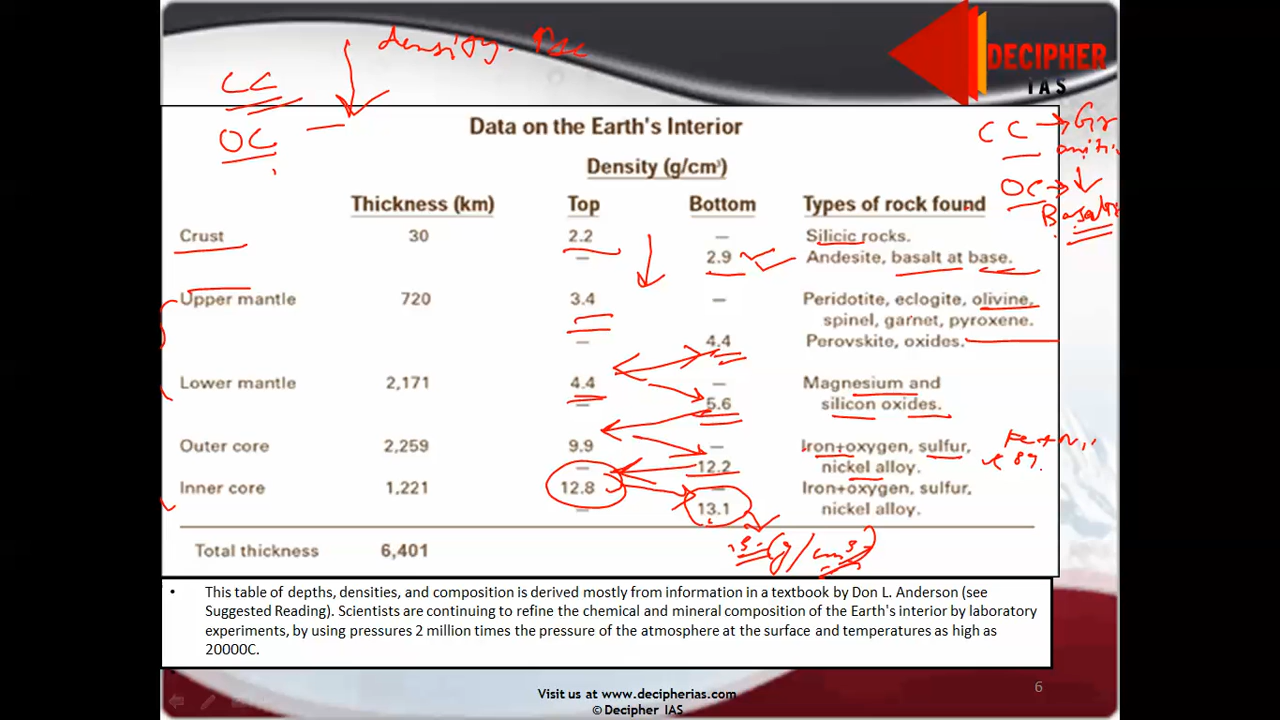 density.
DECIPHER
IAS
CC
OC
Data on the Earth's Interior
CC → Gr
anitic
OC →
Basaltic
Density (g/cm³)
Thickness (km) Top Bottom Types of rock found
Crust 30 2.2 — Silicic rocks.
— 2.9 Andesite, basalt at base.
Upper mantle 720 3.4 — Peridotite, eclogite, olivine,
spinel, garnet, pyroxene.
— 4.4 Perovskite, oxides.
Lower mantle 2,171 4.4 — Magnesium and
— 5.6 silicon oxides.
Outer core 2,259 9.9 — Iron+oxygen, sulfur,
— 12.2 nickel alloy.
Inner core 1,221 12.8 — Iron+oxygen, sulfur,
— 13.1 nickel alloy.
(g/cm³)
Total thickness 6,401
• This table of depths, densities, and composition is derived mostly from information in a textbook by Don L. Anderson (see
Suggested Reading). Scientists are continuing to refine the chemical and mineral composition of the Earth's interior by laboratory
experiments, by using pressures 2 million times the pressure of the atmosphere at the surface and temperatures as high as
20000C.
6
Visit us at www.decipherias.com
© Decipher IAS